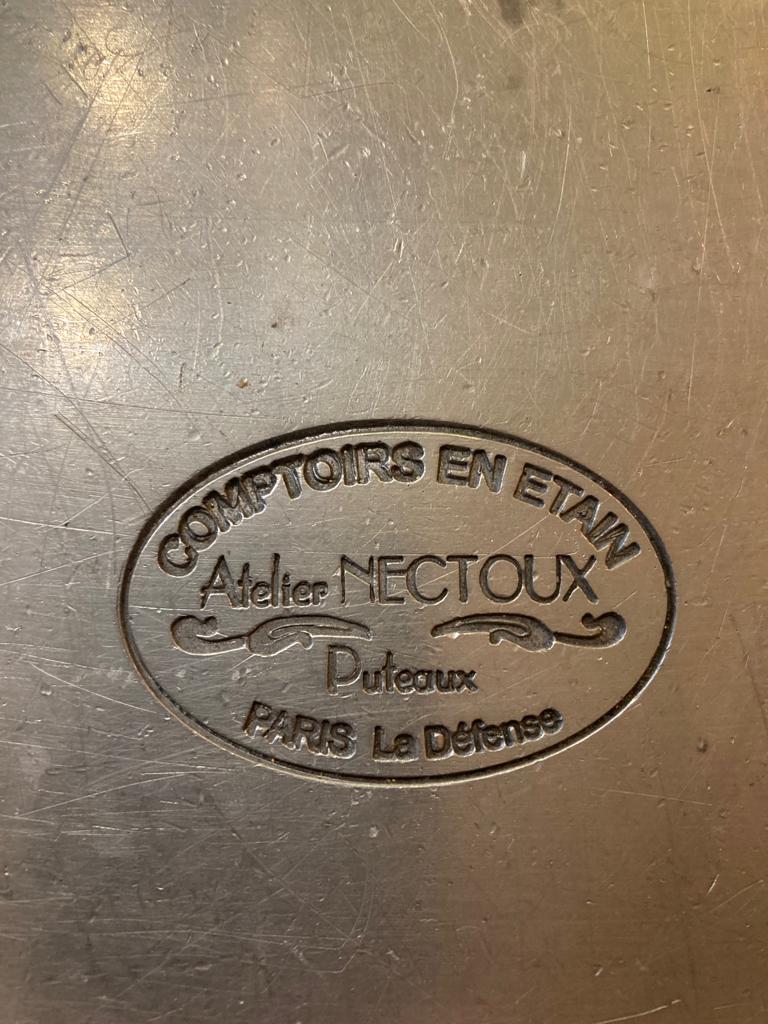 COMPTOIRS EN ETAIN
Atelier NECTOUX
Puteaux
PARIS La Défense